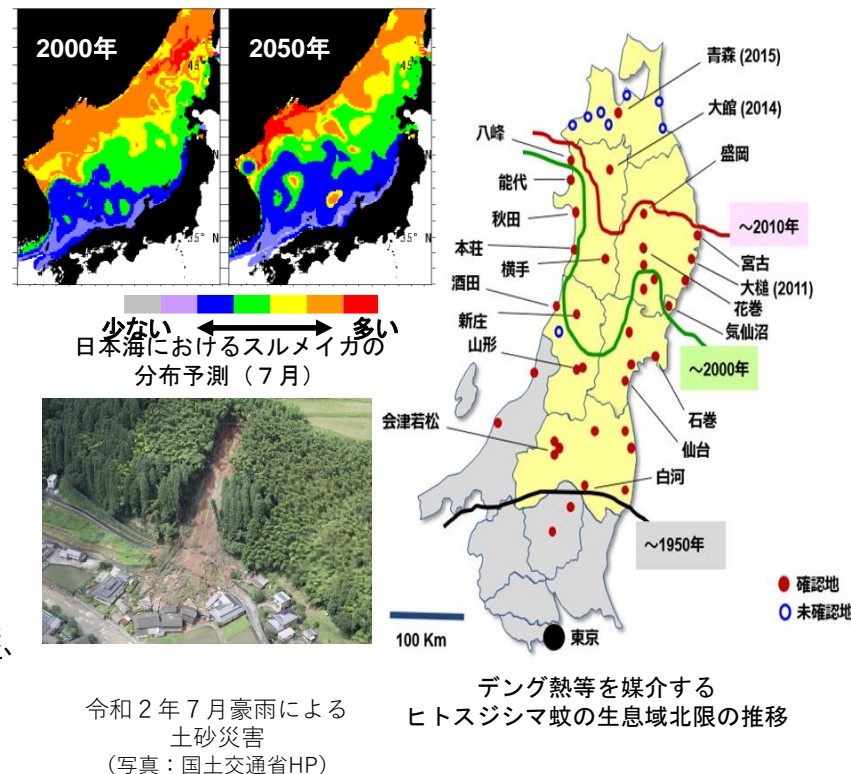 2000年
2050年
45°
45° N
35°
35° N
少ない
多い
日本海におけるスルメイカの
分布予測（７月）
、
令和２年７月豪雨による
土砂災害
（写真：国土交通省HP）
青森 (2015)
大館 (2014)
八峰
盛岡
能代
秋田
～2010年
本荘
横手
宮古
大槌 (2011)
酒田
花巻
新庄
気仙沼
山形
～2000年
石巻
会津若松
仙台
白河
～1950年
確認地
未確認地
100 Km
東京
デング熱等を媒介する
ヒトスジシマ蚊の生息域北限の推移